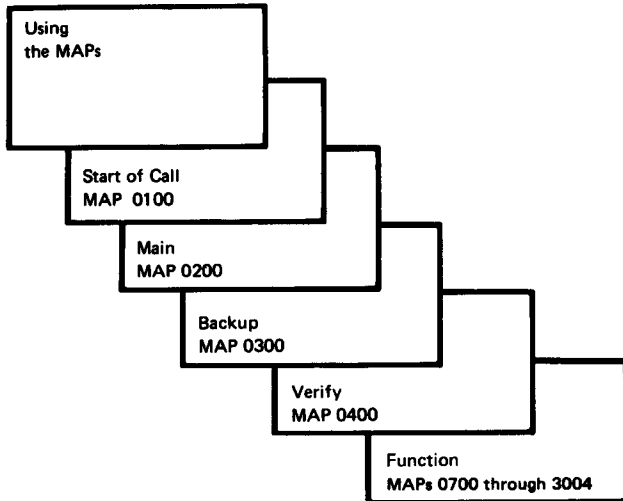 Using
the MAPs
Start of Call
MAP 0100
Main
MAP 0200
Backup
MAP 0300
Verify
MAP 0400
Function
MAPs 0700 through 3004